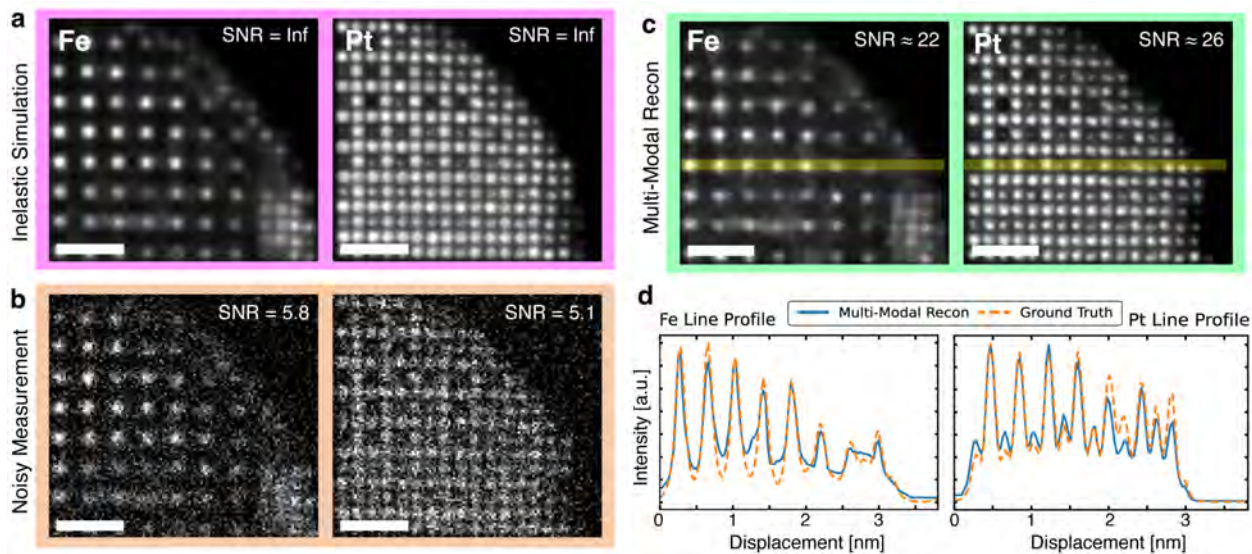 a
Inelastic Simulation
Fe
SNR = Inf
Pt
SNR = Inf
b
Noisy Measurement
SNR = 5.8
SNR = 5.1
c
Multi-Modal Recon
Fe
SNR ≈ 22
Pt
SNR ≈ 26
d
Fe Line Profile
Multi-Modal Recon
Ground Truth
Pt Line Profile
Intensity [a.u.]
0 1 2 3
Displacement [nm]
0 1 2 3
Displacement [nm]